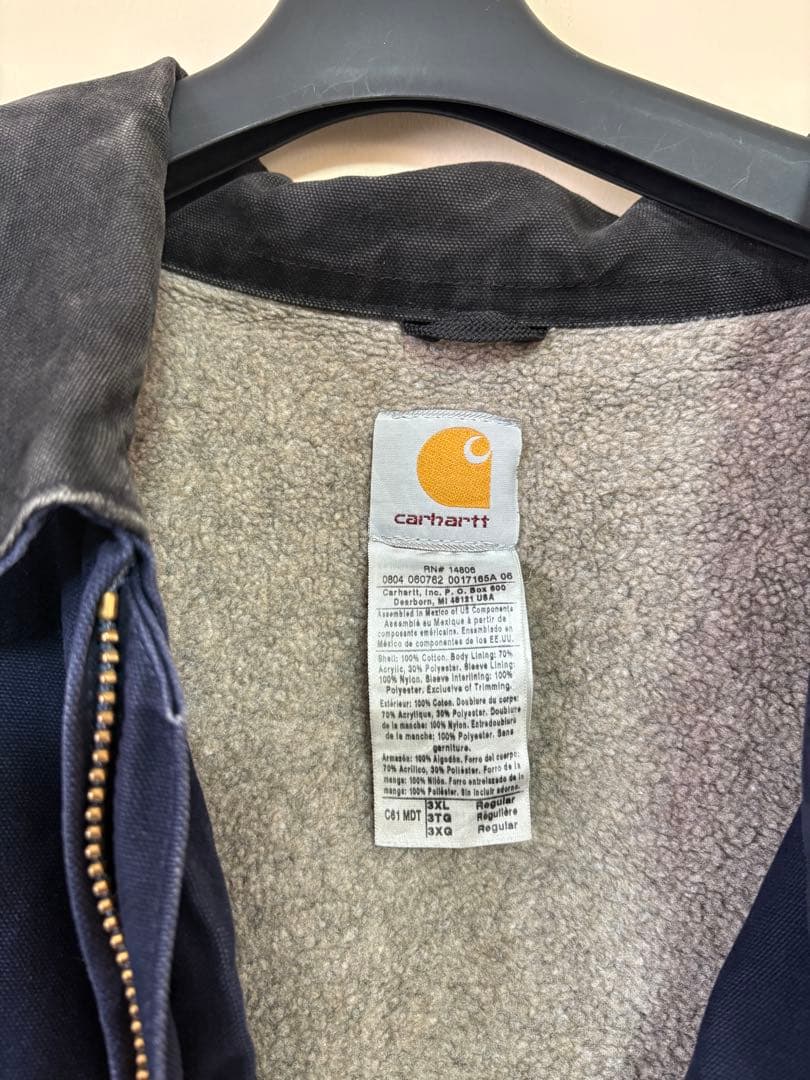 carhartt
RN# 14806
0804 060762 0017165A 06
Carhartt, Inc. P. O. Box 600
Dearborn, MI 48121 USA
Assembled in Mexico of US Components
Assemblé au Mexique à partir de
composants américains. Ensamblado en
México de componentes de los EE.UU.
Shell: 100% Cotton. Body Lining: 70%
Acrylic, 30% Polyester. Sleeve Lining:
100% Nylon. Sleeve Interlining: 100%
Polyester. Exclusive of Trimming.
Extérieur: 100% Coton. Doublure du corps:
70% Acrylique, 30% Polyester. Doublure
de la manche: 100% Nylon. Entredoublure
de la manche: 100% Polyester. Sans
garniture.
Armazón: 100% Algodón. Forro del cuerpo:
70% Acrílico, 30% Poliéster. Forro de la
manga: 100% Nilón. Forro entrelazado de la
manga: 100% Poliéster. Sin incluir adorno.
C61 MDT
3XL Regular
3TG Régulière
3XG Regular